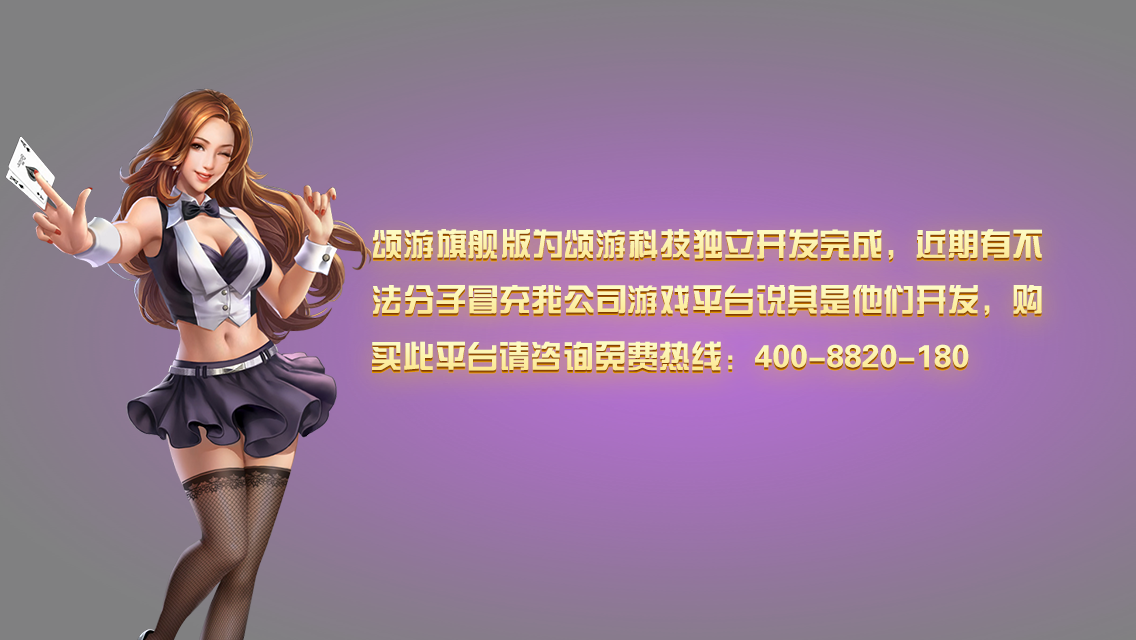 颂游旗舰版为颂游科技独立开发完成，近期有不
法分子冒充我公司游戏平台说其是他们开发，购
买此平台请咨询免费热线：400-8820-180